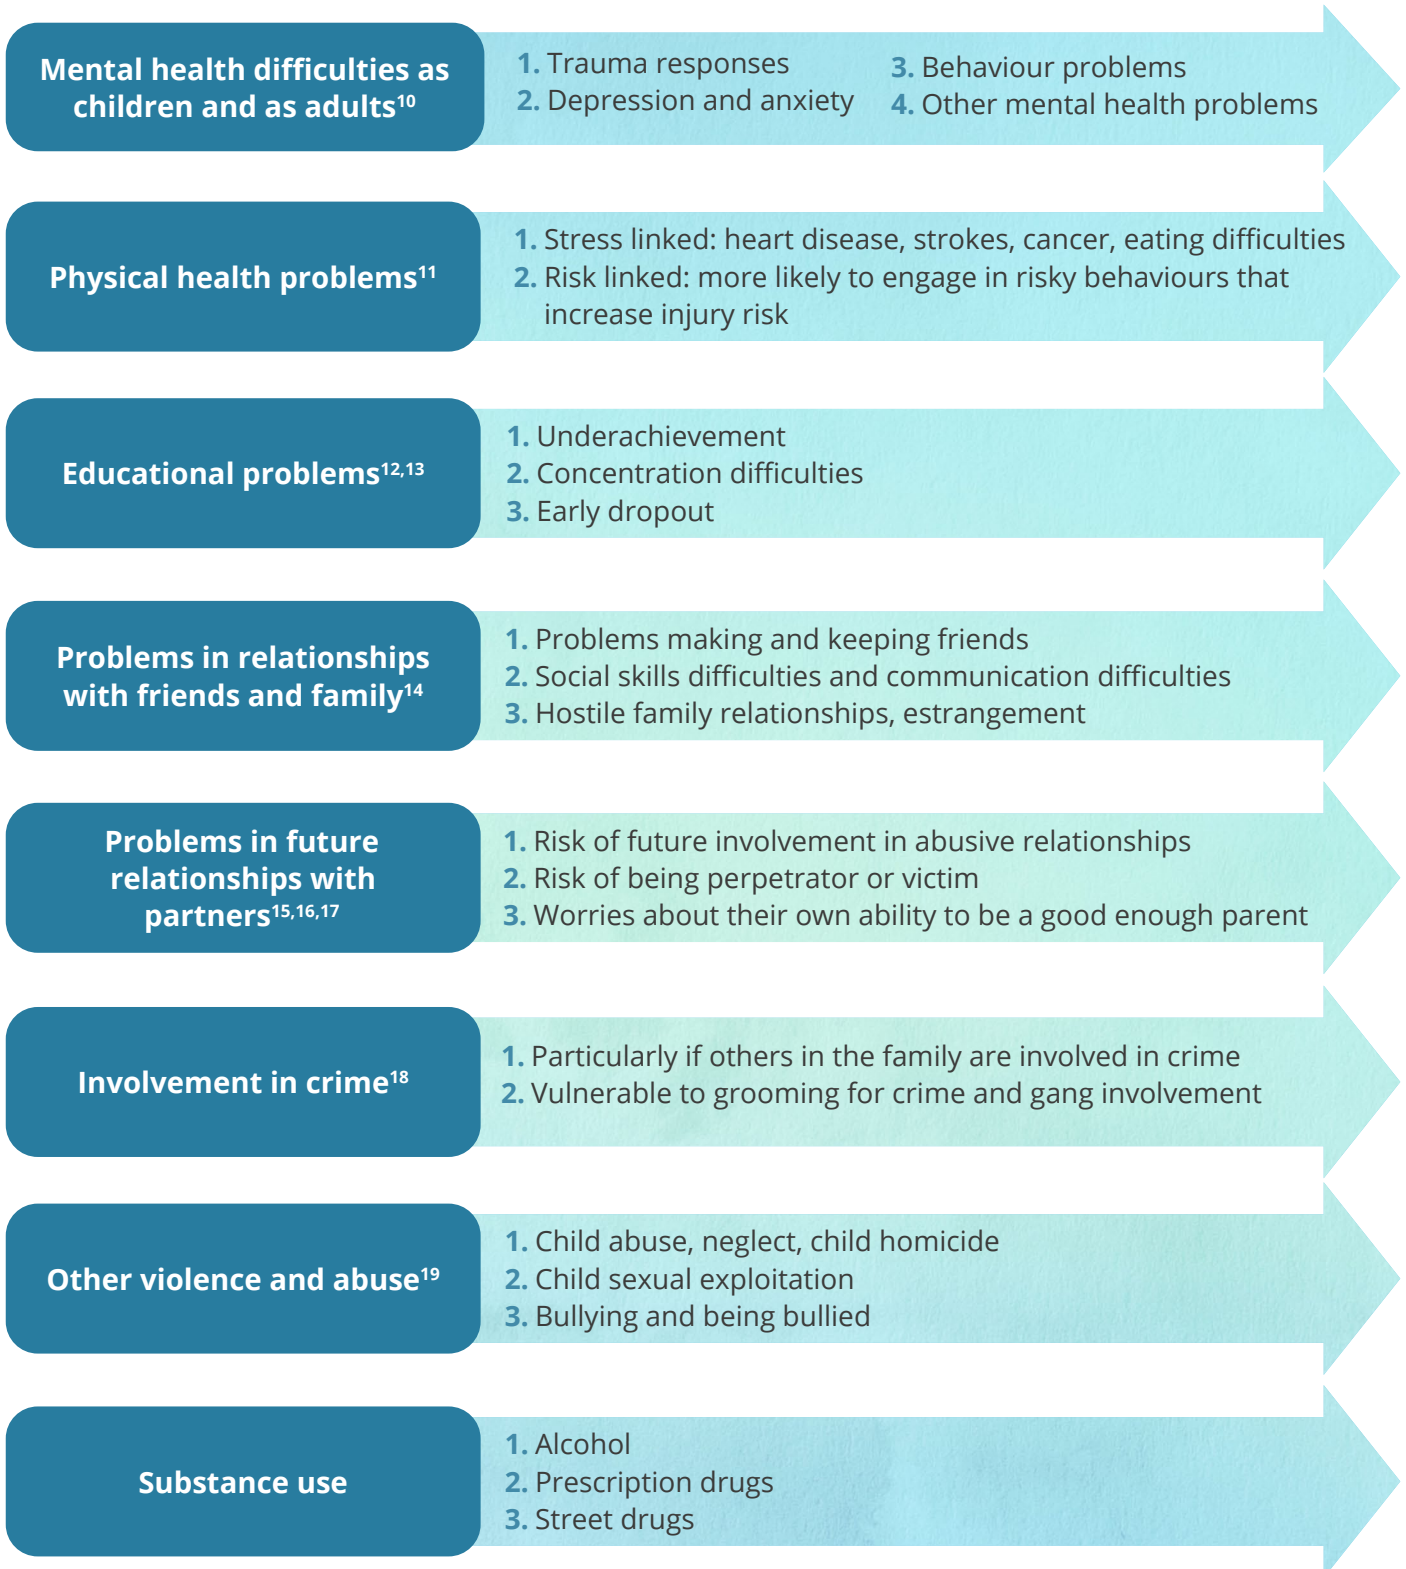 Mental health difficulties as
children and as adults10
1. Trauma responses
2. Depression and anxiety
3. Behaviour problems
4. Other mental health problems
Physical health problems11
1. Stress linked: heart disease, strokes, cancer, eating difficulties
2. Risk linked: more likely to engage in risky behaviours that
increase injury risk
Educational problems12,13
1. Underachievement
2. Concentration difficulties
3. Early dropout
Problems in relationships
with friends and family14
1. Problems making and keeping friends
2. Social skills difficulties and communication difficulties
3. Hostile family relationships, estrangement
Problems in future
relationships with
partners15,16,17
1. Risk of future involvement in abusive relationships
2. Risk of being perpetrator or victim
3. Worries about their own ability to be a good enough parent
Involvement in crime18
1. Particularly if others in the family are involved in crime
2. Vulnerable to grooming for crime and gang involvement
Other violence and abuse19
1. Child abuse, neglect, child homicide
2. Child sexual exploitation
3. Bullying and being bullied
Substance use
1. Alcohol
2. Prescription drugs
3. Street drugs